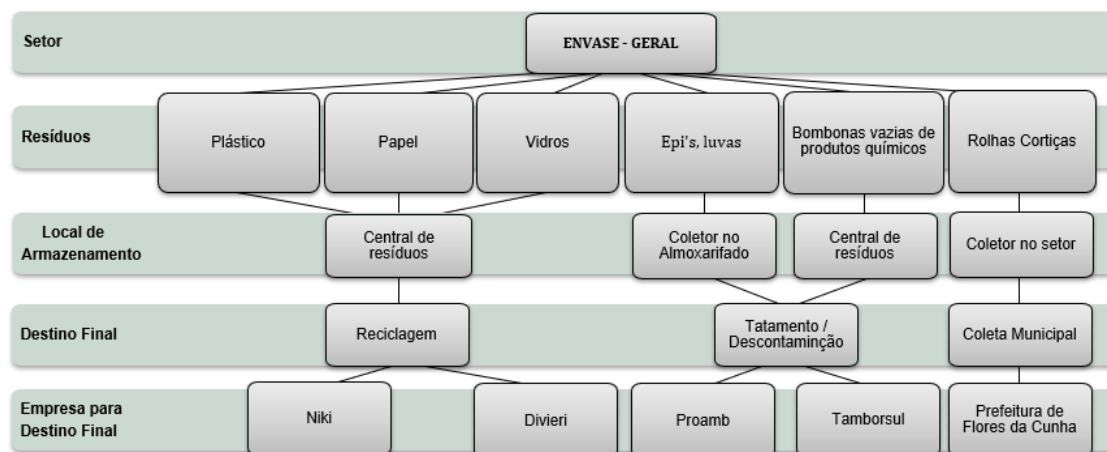 Setor
ENVASE - GERAL
Resíduos
Plástico
Papel
Vidros
Epi's, luvas
Bombonas vazias de
produtos químicos
Rolhas Cortiças
Local de
Armazenamento
Central de
resíduos
Coletor no
Almoxarifado
Central de
resíduos
Coletor no setor
Destino Final
Reciclagem
Tatamento /
Descontaminção
Coleta Municipal
Empresa para
Destino Final
Niki
Divieri
Proamb
Tamborsul
Prefeitura de
Flores da Cunha